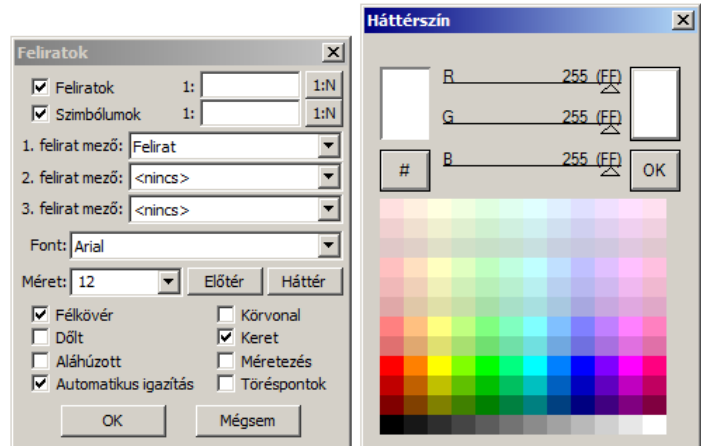 Feliratok
Feliratok 1: 1:N
Szimbólumok 1: 1:N
1. felirat mező: Felirat
2. felirat mező: <nincs>
3. felirat mező: <nincs>
Font: Arial
Méret: 12 Előtér Háttér
Félkövér Körvonal
Dőlt Keret
Aláhúzott Méretezés
Automatikus igazítás Töréspontok
OK Mégsem
Háttérszín
R 255 (FF)
G 255 (FF)
B 255 (FF)
# OK